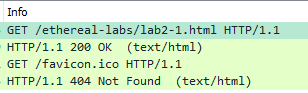 Info
GET /ethereal-labs/lab2-1.html HTTP/1.1
HTTP/1.1 200 OK  (text/html)
GET /favicon.ico HTTP/1.1
HTTP/1.1 404 Not Found  (text/html)